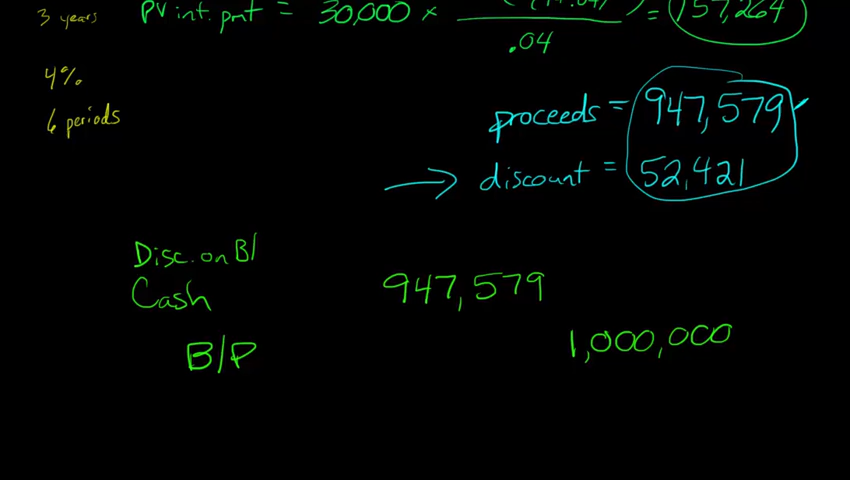 3 years PV int. pmt = 30,000 × = 157,264
.04
4%
6 periods
proceeds = 947,579
→ discount = 52,421
Disc. on B/
Cash 947,579
B/P 1,000,000